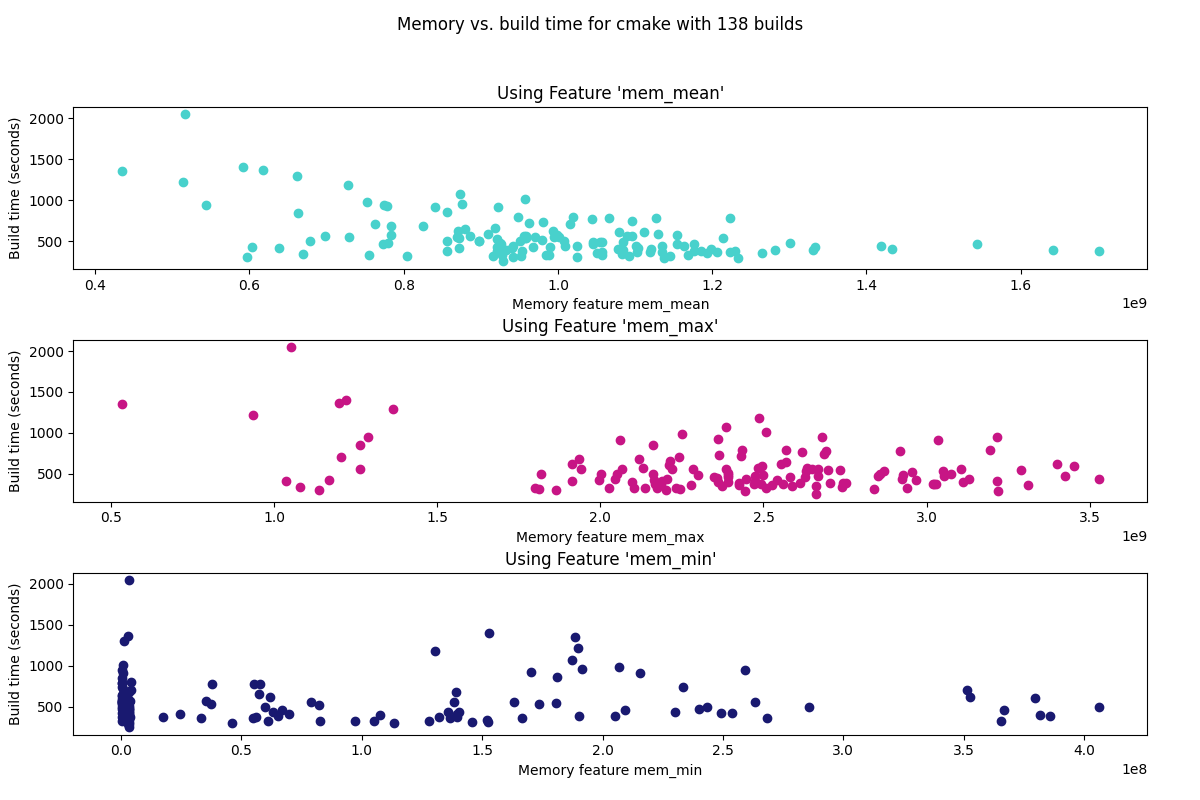 Memory vs. build time for cmake with 138 builds
Using Feature 'mem_mean'
Build time (seconds)
2000
1500
1000
500
0.4 0.6 0.8 1.0 1.2 1.4 1.6
1e9
Memory feature mem_mean
Using Feature 'mem_max'
Build time (seconds)
2000
1500
1000
500
0.5 1.0 1.5 2.0 2.5 3.0 3.5
1e9
Memory feature mem_max
Using Feature 'mem_min'
Build time (seconds)
2000
1500
1000
500
0.0 0.5 1.0 1.5 2.0 2.5 3.0 3.5 4.0
1e8
Memory feature mem_min